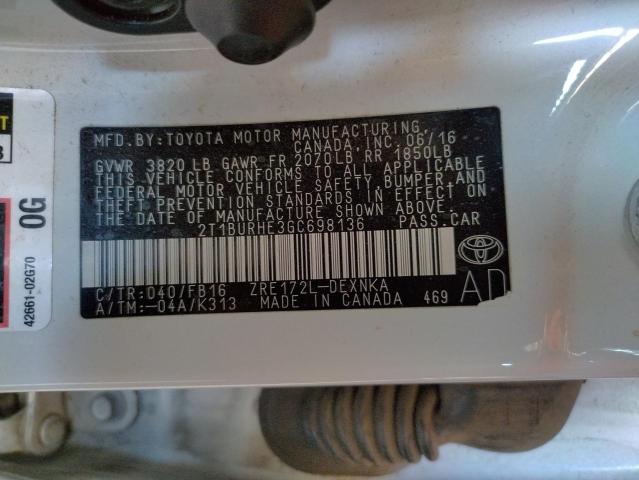 MFD. BY: TOYOTA MOTOR MANUFACTURING,
CANADA, INC. 06/16
GVWR 3820 LB GAWR FR 2070LB RR 1850LB
THIS VEHICLE CONFORMS TO ALL APPLICABLE
FEDERAL MOTOR VEHICLE SAFETY, BUMPER AND
THEFT PREVENTION STANDARDS IN EFFECT ON
THE DATE OF MANUFACTURE SHOWN ABOVE.
2T1BURHE3GC698136 PASS.CAR
C/TR:040/FB16 ZRE172L-DEXNKA
A/TM:-04A/K313 MADE IN CANADA 469
AD
0G
42661-02G70